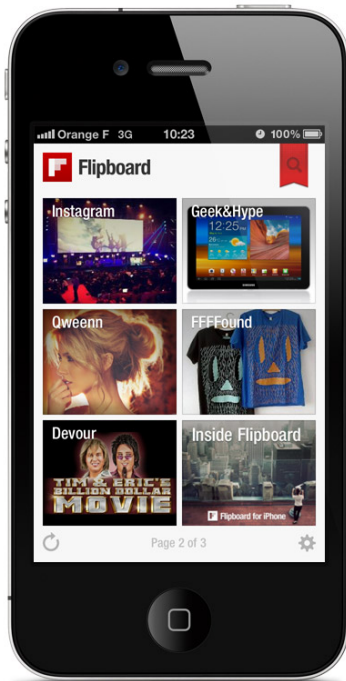 Orange F 3G 10:23 100%
Flipboard
Instagram
Geek&Hype
12:25
SAMSUNG
Qweenn
FFFFound
Devour
TIM & ERIC'S
BILLION DOLLAR
MOVIE
Inside Flipboard
Flipboard for iPhone
Page 2 of 3